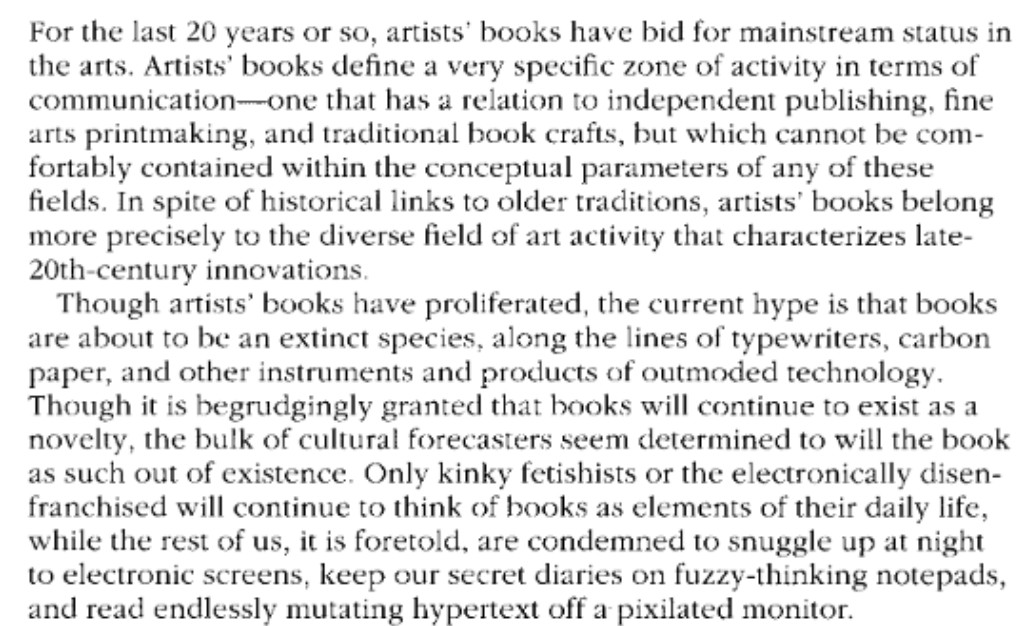 For the last 20 years or so, artists' books have bid for mainstream status in
the arts. Artists' books define a very specific zone of activity in terms of
communication—one that has a relation to independent publishing, fine
arts printmaking, and traditional book crafts, but which cannot be com-
fortably contained within the conceptual parameters of any of these
fields. In spite of historical links to older traditions, artists' books belong
more precisely to the diverse field of art activity that characterizes late-
20th-century innovations.
Though artists' books have proliferated, the current hype is that books
are about to be an extinct species, along the lines of typewriters, carbon
paper, and other instruments and products of outmoded technology.
Though it is begrudgingly granted that books will continue to exist as a
novelty, the bulk of cultural forecasters seem determined to will the book
as such out of existence. Only kinky fetishists or the electronically disen-
franchised will continue to think of books as elements of their daily life,
while the rest of us, it is foretold, are condemned to snuggle up at night
to electronic screens, keep our secret diaries on fuzzy-thinking notepads,
and read endlessly mutating hypertext off a pixilated monitor.